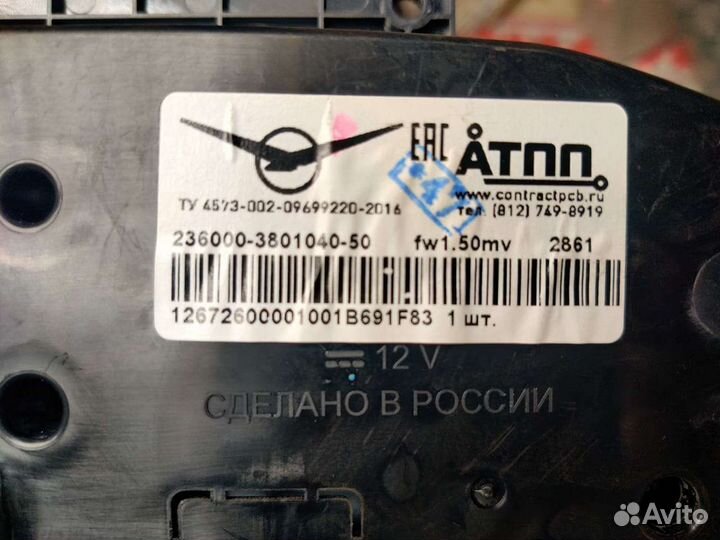 EAC АТПП
www.contractpcb.ru
ТУ 4573-002-09699220-2016 тел. (812) 749-8919
236000-3801040-50 fw1.50mv 2861
12672600001001B691F83 1 шт.
12 V
СДЕЛАНО В РОССИИ
Avito